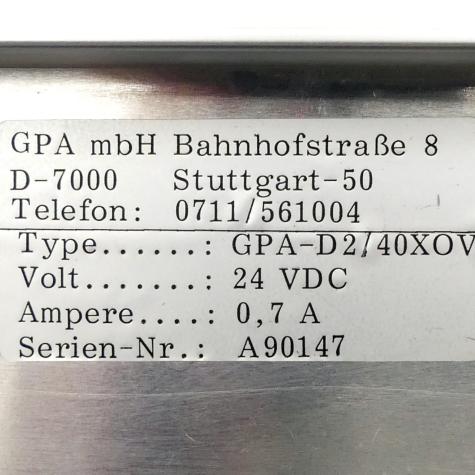 GPA mbH Bahnhofstraße 8
D-7000 Stuttgart-50
Telefon: 0711/561004
Type......: GPA-D2/40XOV
Volt.......: 24 VDC
Ampere....: 0,7 A
Serien-Nr.: A90147